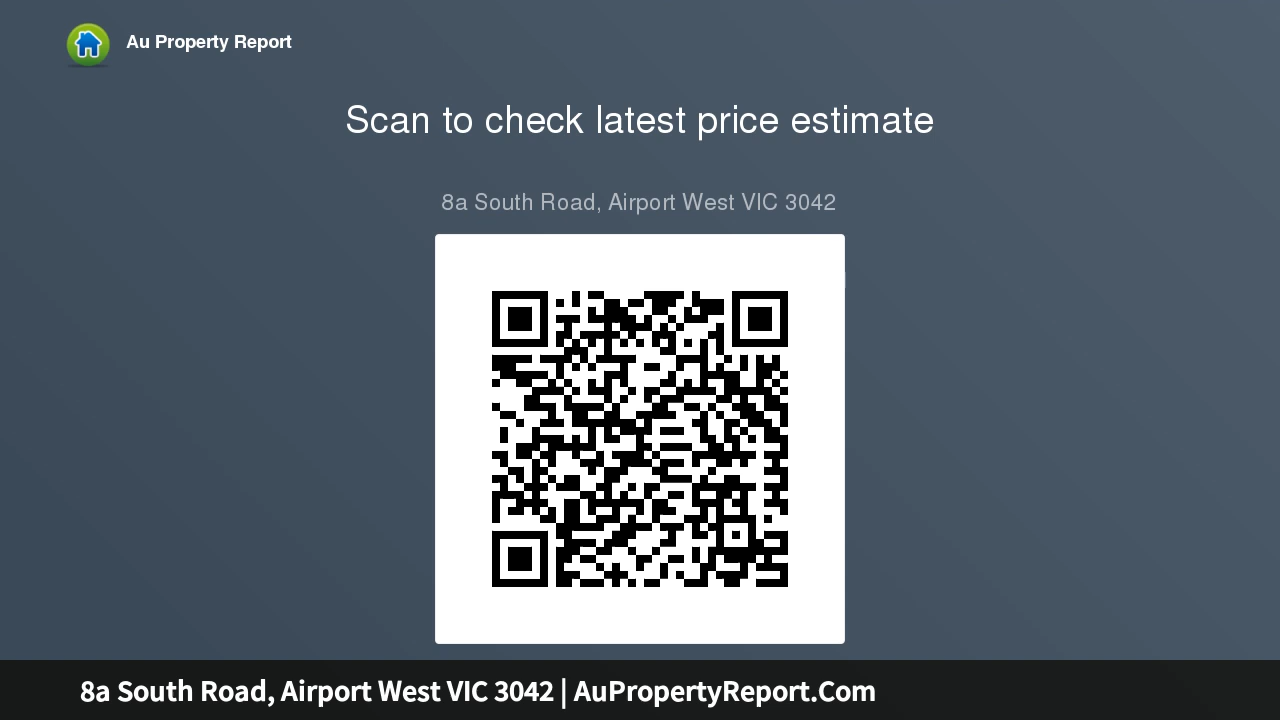 Au Property Report
Scan to check latest price estimate
8a South Road, Airport West VIC 3042
8a South Road, Airport West VIC 3042 | AuPropertyReport.Com